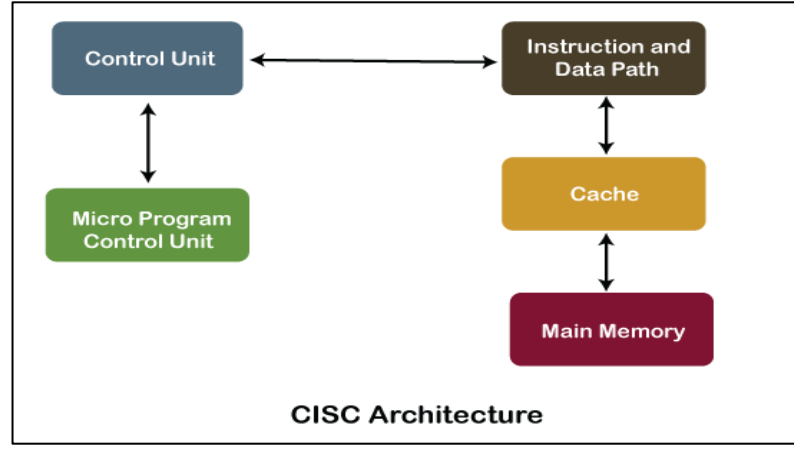 Control Unit
Instruction and
Data Path
Micro Program
Control Unit
Cache
Main Memory
CISC Architecture